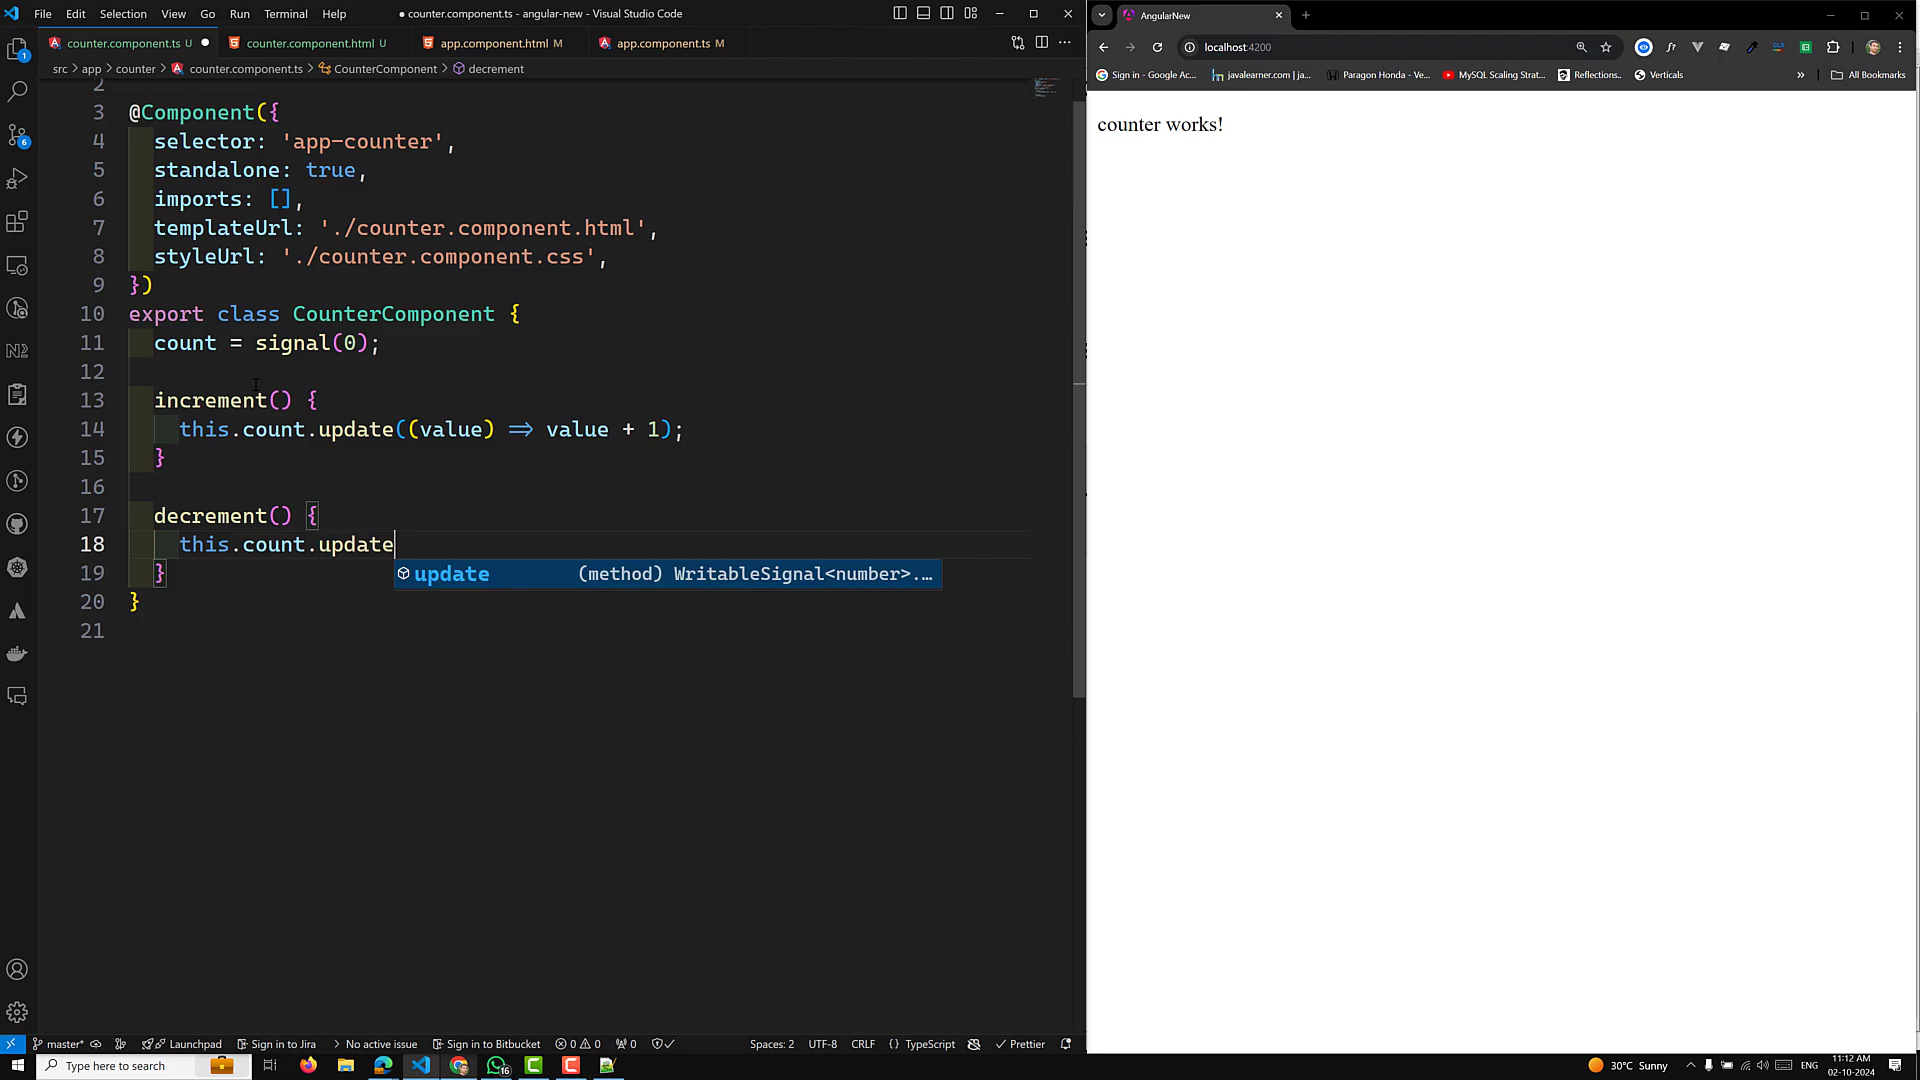 File Edit Selection View Go Run Terminal Help
● counter.component.ts - angular-new - Visual Studio Code
counter.component.ts U ●
counter.component.html U
app.component.html M
app.component.ts M
src > app > counter > counter.component.ts > CounterComponent > decrement
2
3 @Component({
4 selector: 'app-counter',
5 standalone: true,
6 imports: [],
7 templateUrl: './counter.component.html',
8 styleUrl: './counter.component.css',
9 })
10 export class CounterComponent {
11 count = signal(0);
12
13 increment() {
14 this.count.update((value) => value + 1);
15 }
16
17 decrement() {
18 this.count.update
19 }
update (method) WritableSignal<number>.…
20 }
21
1
6
N2
master* Launchpad Sign in to Jira No active issue Sign in to Bitbucket 0 0 0 Spaces: 2 UTF-8 CRLF {} TypeScript Prettier
AngularNew
localhost:4200
Sign in - Google Ac...
javalearner.com | ja...
Paragon Honda - Ve...
MySQL Scaling Strat...
Reflections..
Verticals
»
All Bookmarks
counter works!
Type here to search
16
30°C Sunny
ENG
11:12 AM
02-10-2024